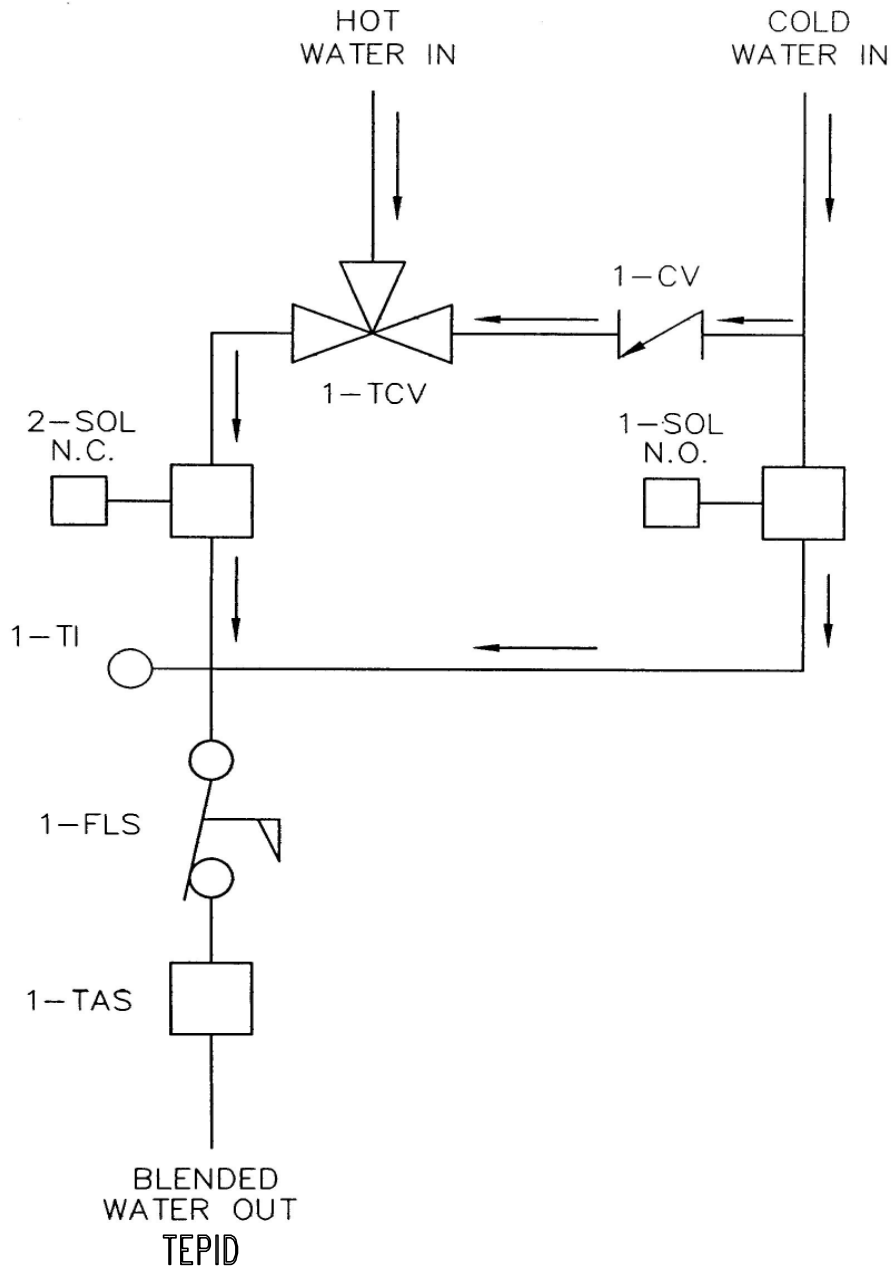 HOT
WATER IN
COLD
WATER IN
1-CV
1-TCV
2-SOL
N.C.
1-SOL
N.O.
1-TI
1-FLS
1-TAS
BLENDED
WATER OUT
TEPID